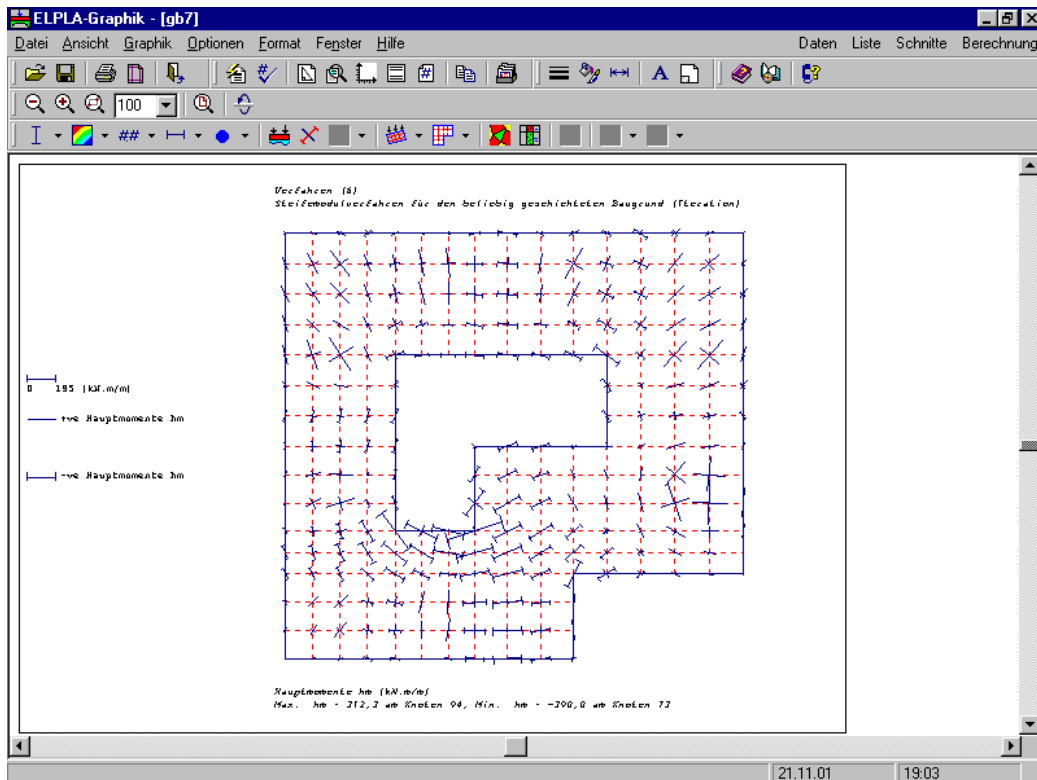 ELPLA-Graphik - [gb7]
Datei Ansicht Graphik Optionen Format Fenster Hilfe Daten Liste Schnitte Berechnung
100
Verfahren (6)
Steifemodulverfahren für den beliebig geschichteten Baugrund (Iteration)
0 195 [kN.m/m]
+ve Hauptmomente hm
-ve Hauptmomente hm
Hauptmomente hm [kN.m/m]
Max. hm = 312,3 am Knoten 94, Min. hm = -390,0 am Knoten 73
21.11.01 19:03